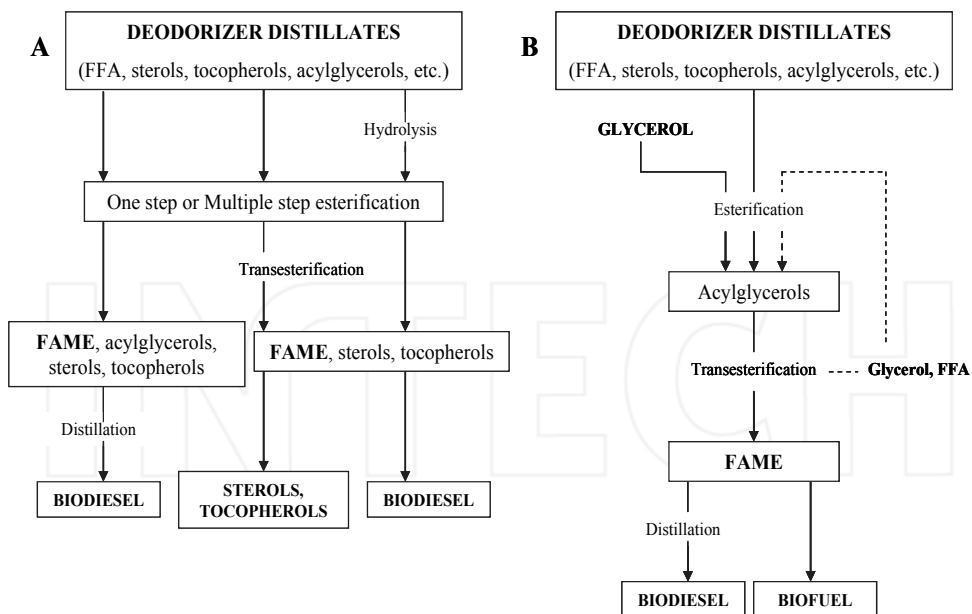 A
DEODORIZER DISTILLATES
(FFA, sterols, tocopherols, acylglycerols, etc.)
Hydrolysis
One step or Multiple step esterification
Transesterification
FAME, acylglycerols,
sterols, tocopherols
FAME, sterols, tocopherols
Distillation
BIODIESEL
STEROLS,
TOCOPHEROLS
BIODIESEL
B
DEODORIZER DISTILLATES
(FFA, sterols, tocopherols, acylglycerols, etc.)
GLYCEROL
Esterification
Acylglycerols
Transesterification
Glycerol, FFA
FAME
Distillation
BIODIESEL
BIOFUEL
INTECH